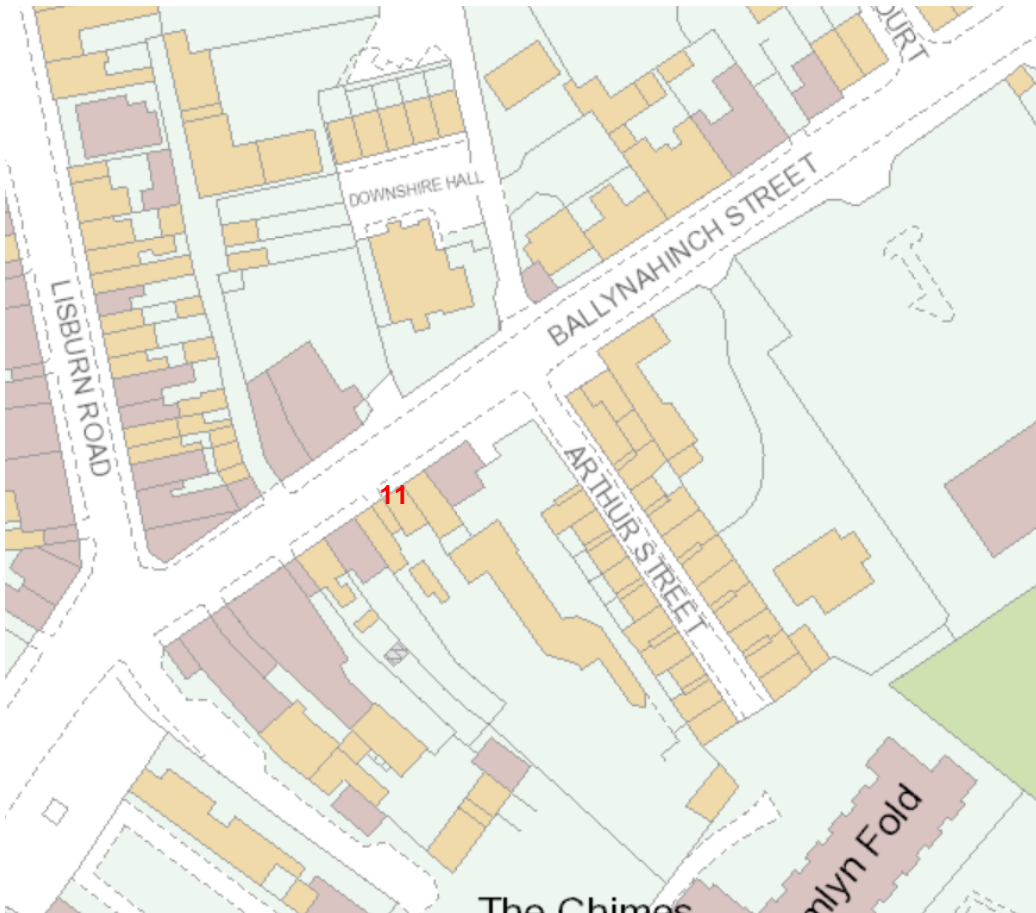 OURT
DOWNSHIRE HALL
BALLYNAHINCH STREET
LISBURN ROAD
11
ARTHUR STREET
mlyn Fold
The Chimes